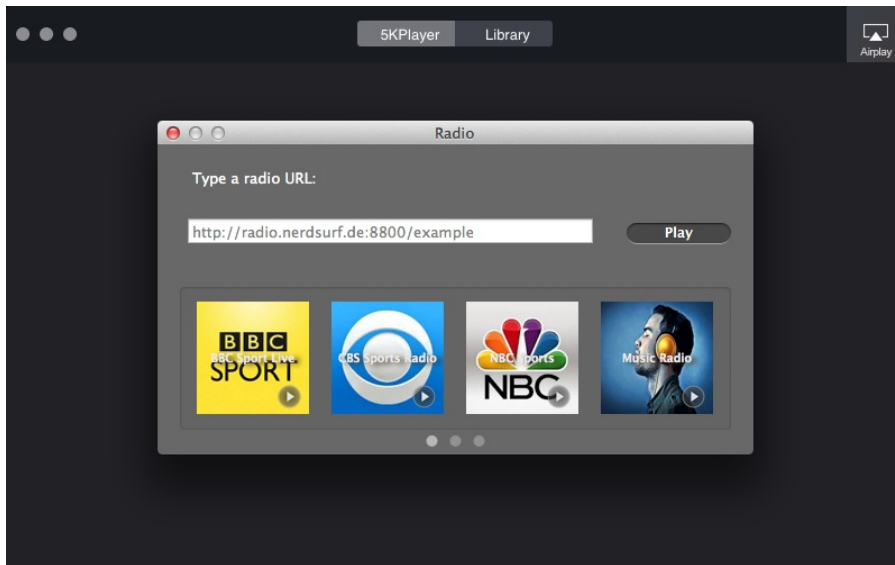 5KPlayer
Library
Airplay
Radio
Type a radio URL:
http://radio.nerdsurf.de:8800/example
Play
BBC
SPORT
BBC Sport Live
CBS Sports Radio
NBC Sports
NBC
Music Radio